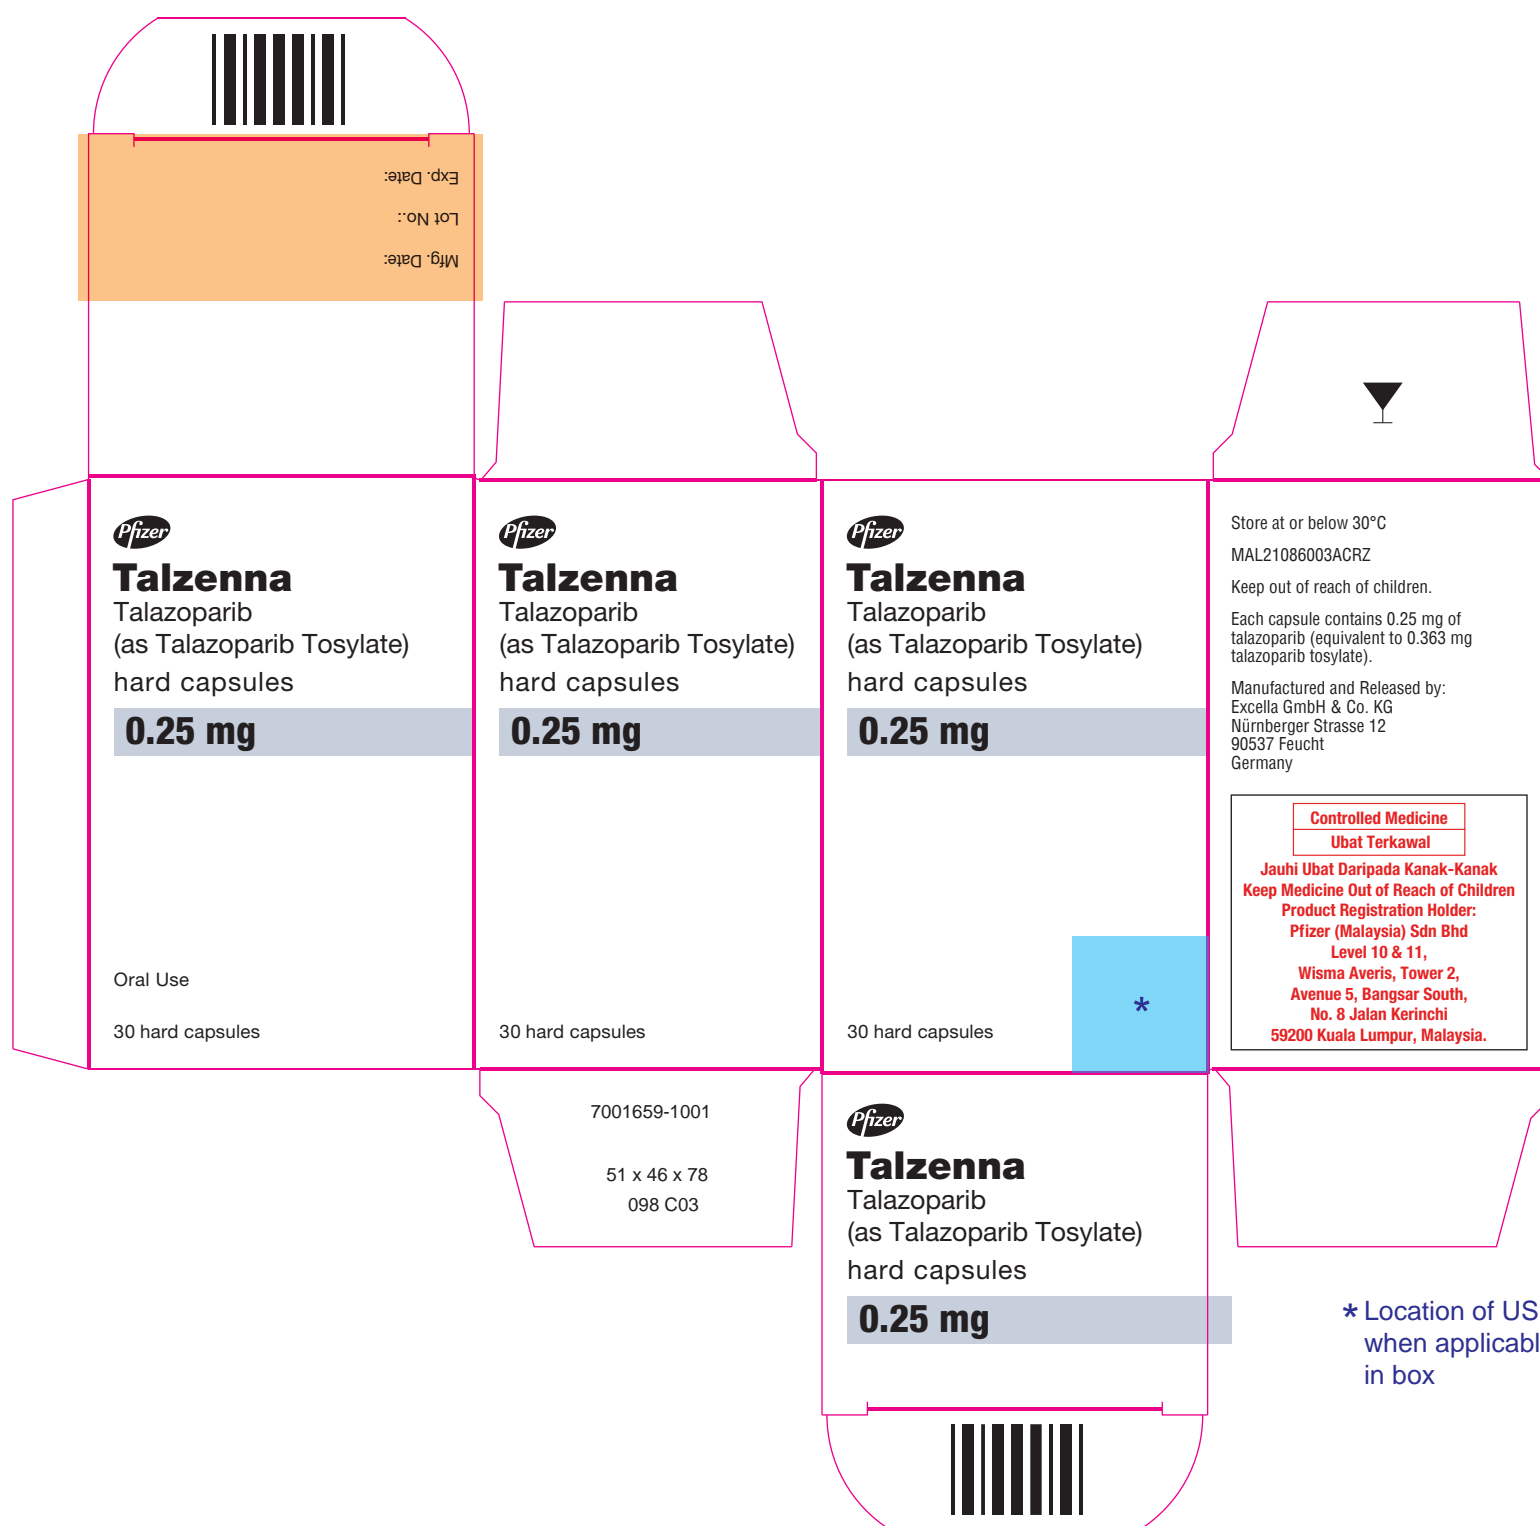 Exp. Date:
Lot No.:
Mfg. Date:
Pfizer
Talzenna
Talazoparib
(as Talazoparib Tosylate)
hard capsules
0.25 mg
Oral Use
30 hard capsules
Pfizer
Talzenna
Talazoparib
(as Talazoparib Tosylate)
hard capsules
0.25 mg
30 hard capsules
Pfizer
Talzenna
Talazoparib
(as Talazoparib Tosylate)
hard capsules
0.25 mg
*
30 hard capsules
Store at or below 30°C
MAL21086003ACRZ
Keep out of reach of children.
Each capsule contains 0.25 mg of
talazoparib (equivalent to 0.363 mg
talazoparib tosylate).
Manufactured and Released by:
Excella GmbH & Co. KG
Nürnberger Strasse 12
90537 Feucht
Germany
Controlled Medicine
Ubat Terkawal
Jauhi Ubat Daripada Kanak-Kanak
Keep Medicine Out of Reach of Children
Product Registration Holder:
Pfizer (Malaysia) Sdn Bhd
Level 10 & 11,
Wisma Averis, Tower 2,
Avenue 5, Bangsar South,
No. 8 Jalan Kerinchi
59200 Kuala Lumpur, Malaysia.
7001659-1001
51 x 46 x 78
098 C03
Pfizer
Talzenna
Talazoparib
(as Talazoparib Tosylate)
hard capsules
0.25 mg
* Location of US
when applicabl
in box